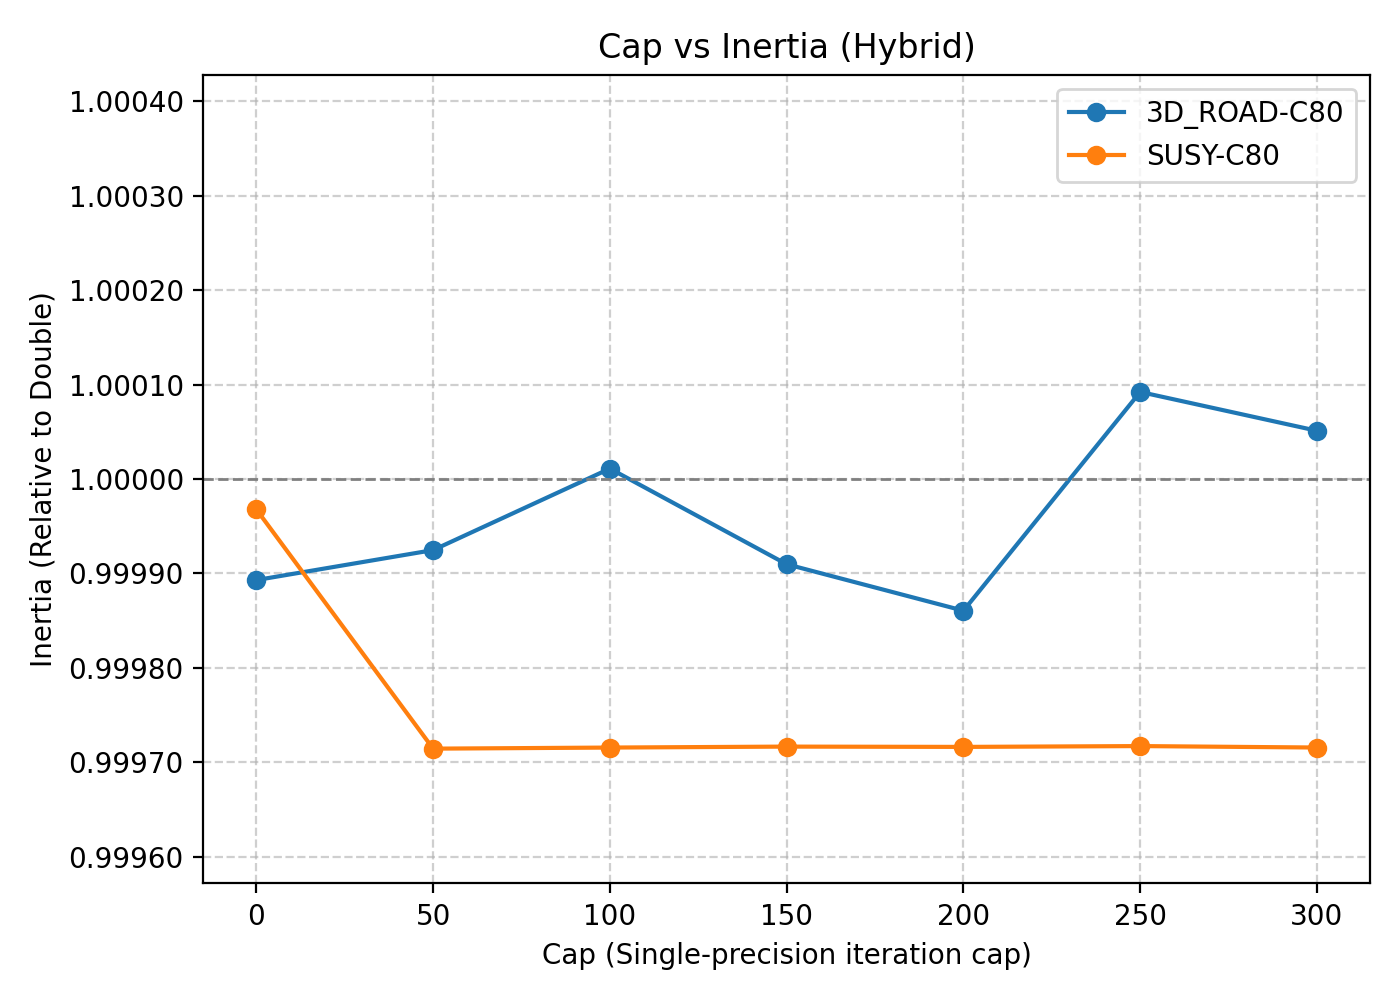 Cap vs Inertia (Hybrid)
3D_ROAD-C80
SUSY-C80
Inertia (Relative to Double)
1.00040
1.00030
1.00020
1.00010
1.00000
0.99990
0.99980
0.99970
0.99960
0 50 100 150 200 250 300
Cap (Single-precision iteration cap)